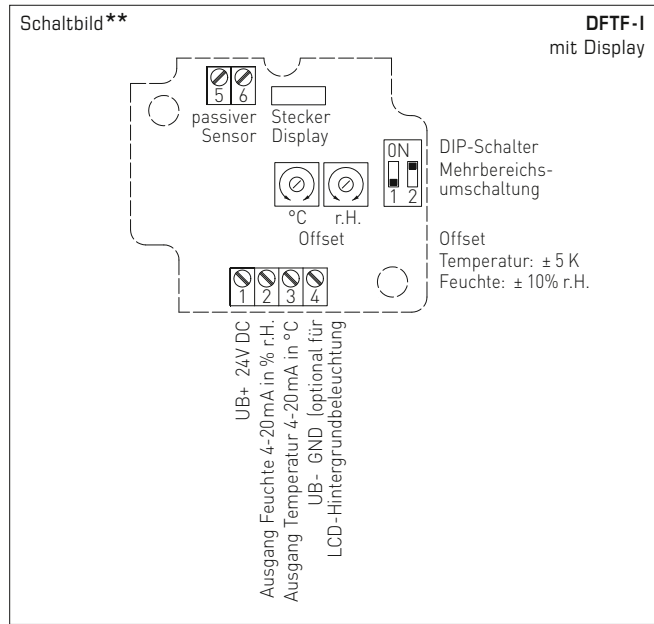 Schaltbild**
DFTF-I
mit Display
5 6
passiver
Sensor
Stecker
Display
ON
1 2
DIP-Schalter
Mehrbereichs-
umschaltung
°C r.H.
Offset
Offset
Temperatur: ± 5 K
Feuchte: ± 10% r.H.
1 2 3 4
UB+ 24V DC
Ausgang Feuchte 4-20mA in % r.H.
Ausgang Temperatur 4-20mA in °C
UB- GND (optional für
LCD-Hintergrundbeleuchtung